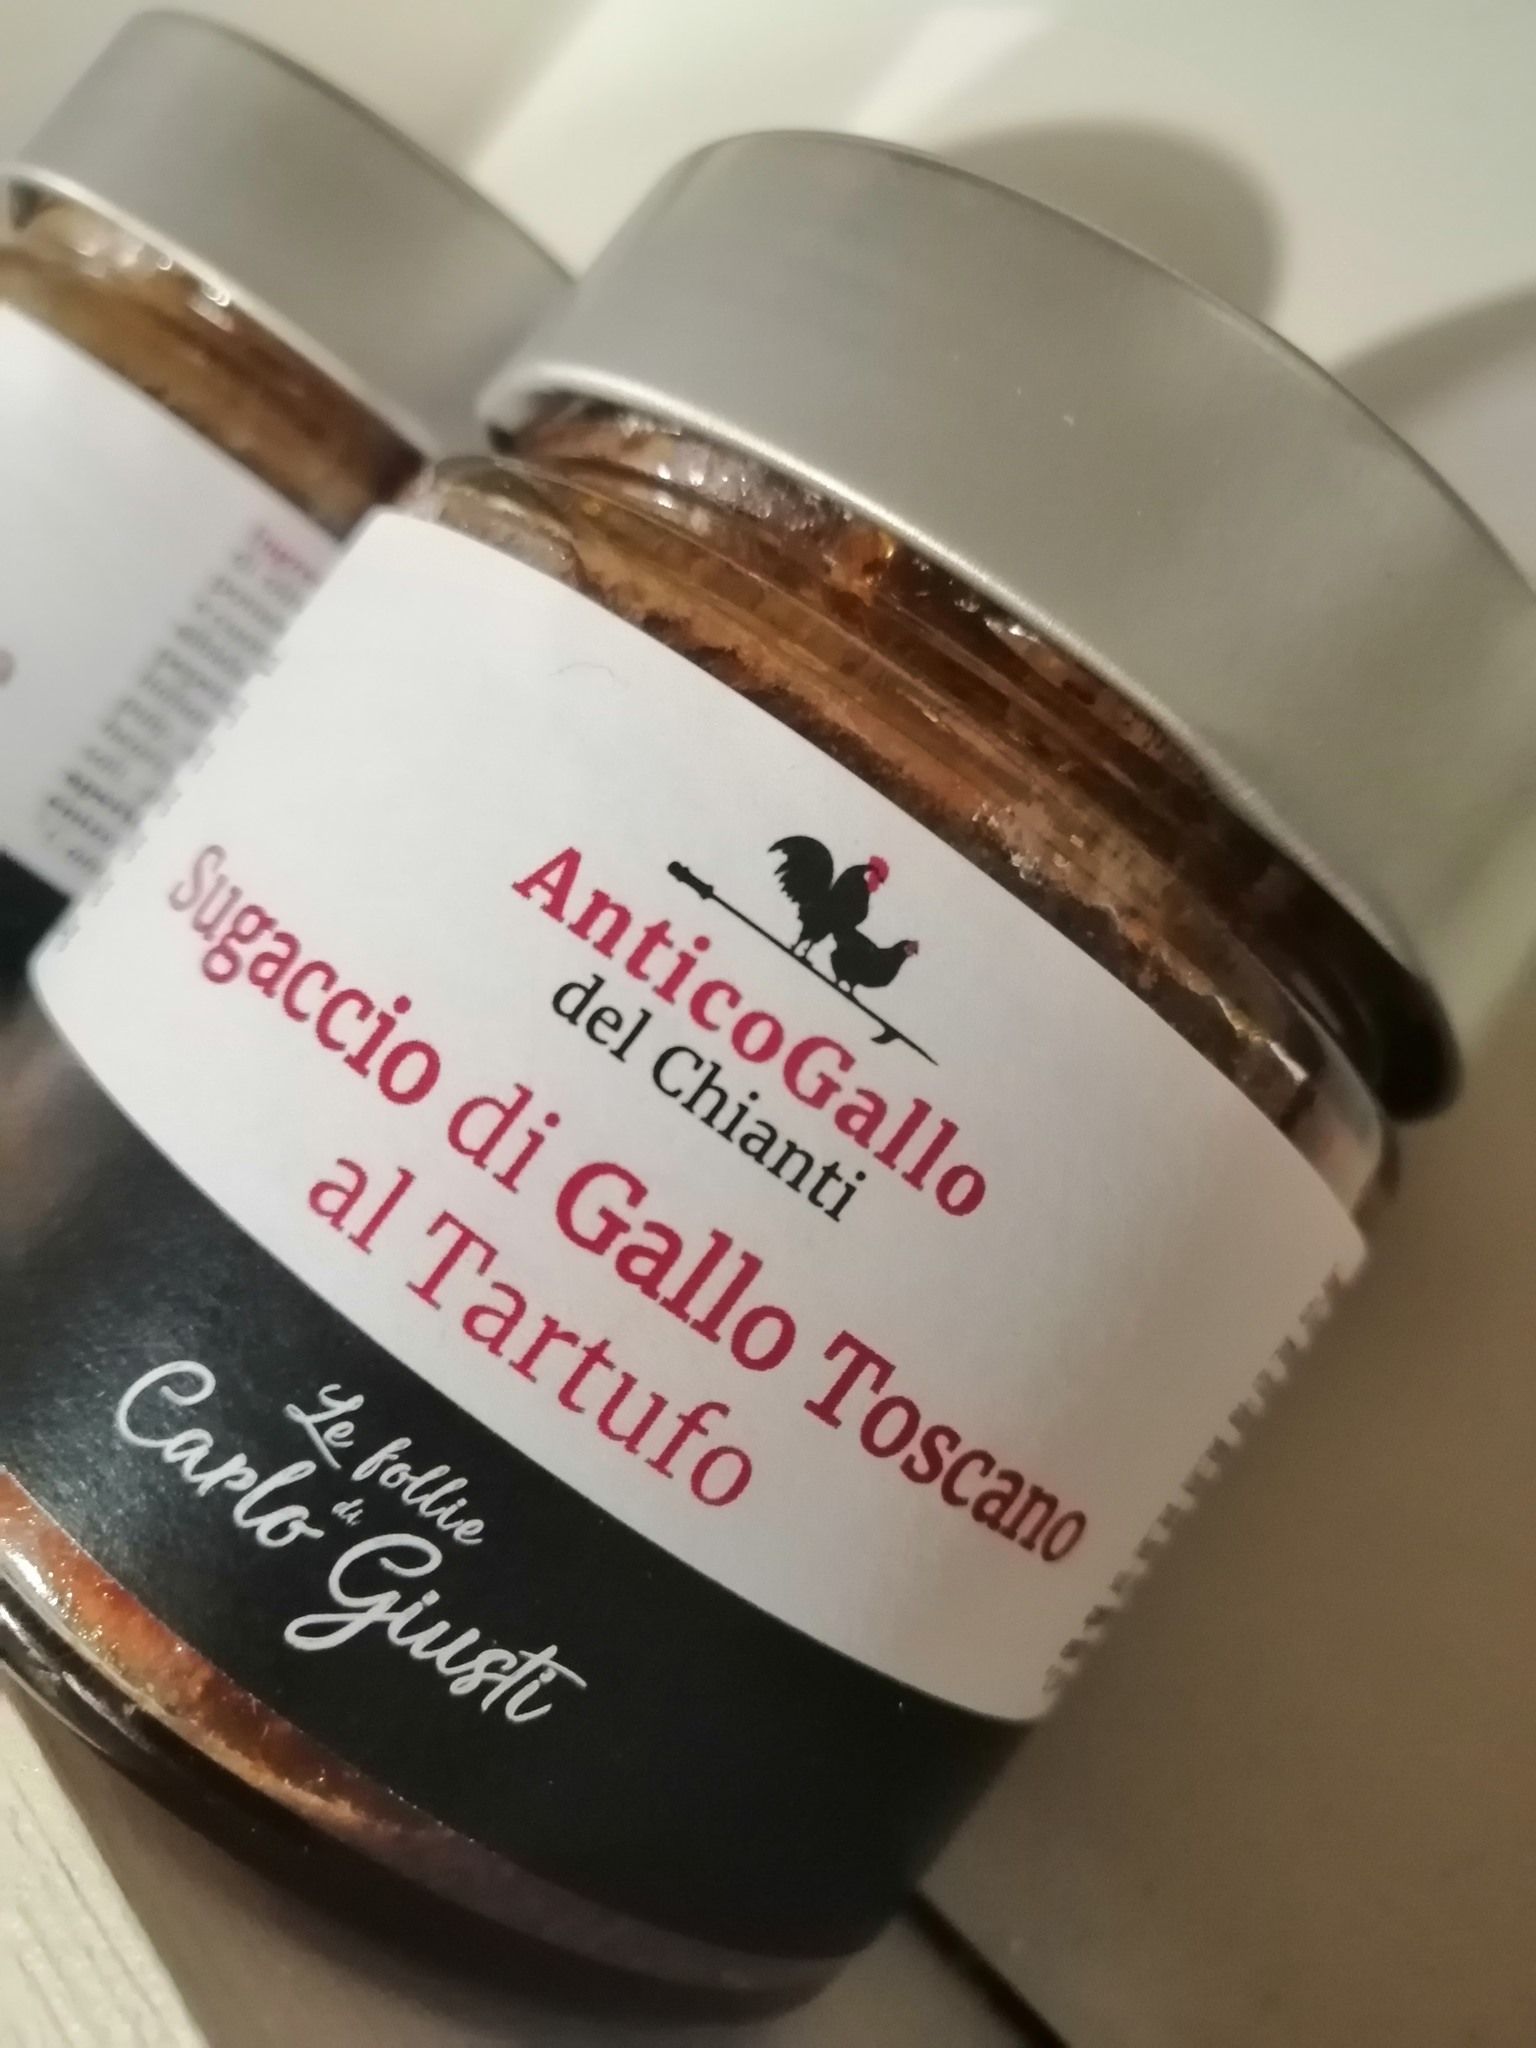 AnticoGallo
del Chianti
Sugaccio di Gallo Toscano
al Tartufo
Le follie
di
Carlo Giusti